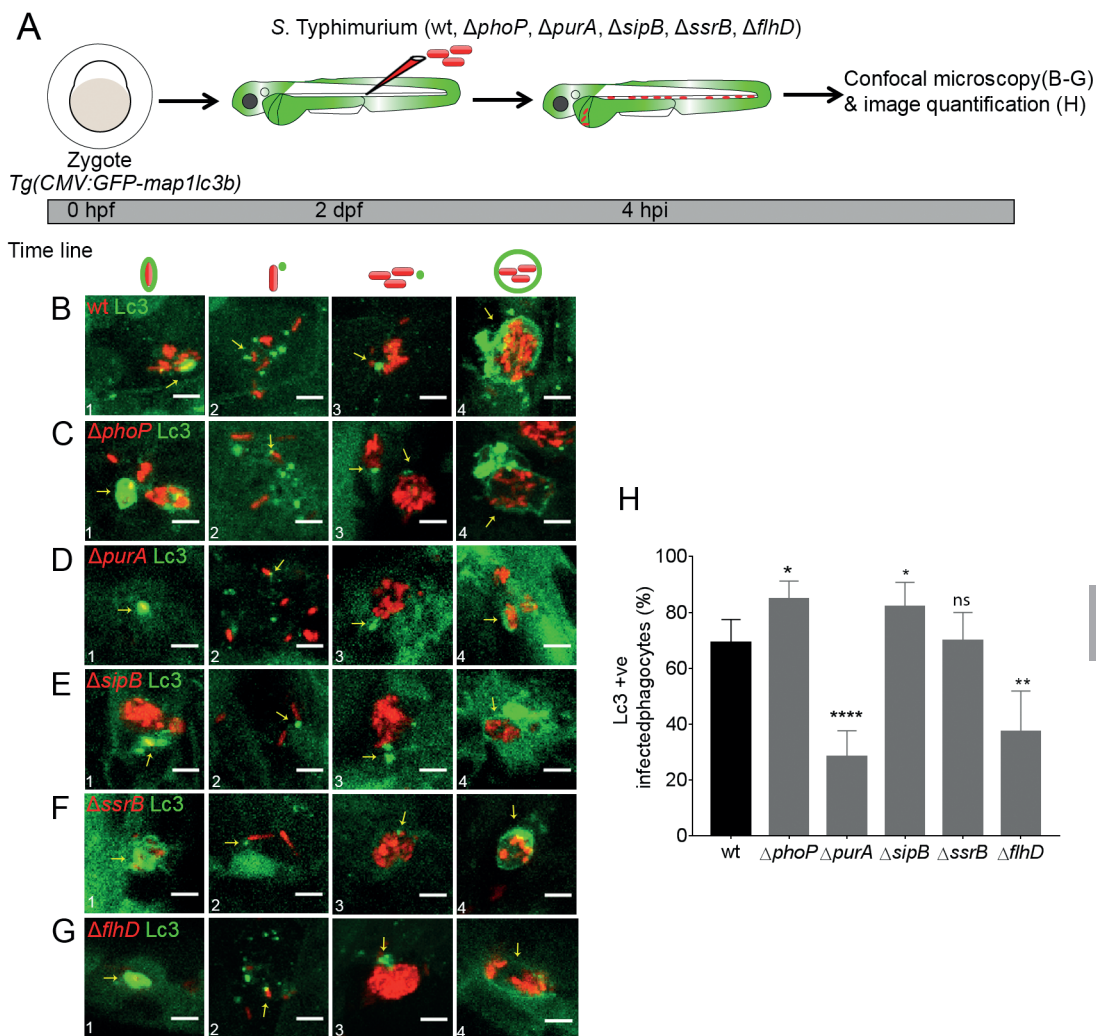 A
S. Typhimurium (wt, ΔphoP, ΔpurA, ΔsipB, ΔssrB, ΔflhD)
Confocal microscopy(B-G)
& image quantification (H)
Zygote
Tg(CMV:GFP-map1lc3b)
0 hpf 2 dpf 4 hpi
Time line
B wt Lc3
1 2 3 4
C ΔphoP Lc3
1 2 3 4
D ΔpurA Lc3
1 2 3 4
E ΔsipB Lc3
1 2 3 4
F ΔssrB Lc3
1 2 3 4
G ΔflhD Lc3
1 2 3 4
H
Lc3 +ve
infectedphagocytes (%)
100
80
60
40
20
0
* **** * ns **
wt ΔphoP ΔpurA ΔsipB ΔssrB ΔflhD